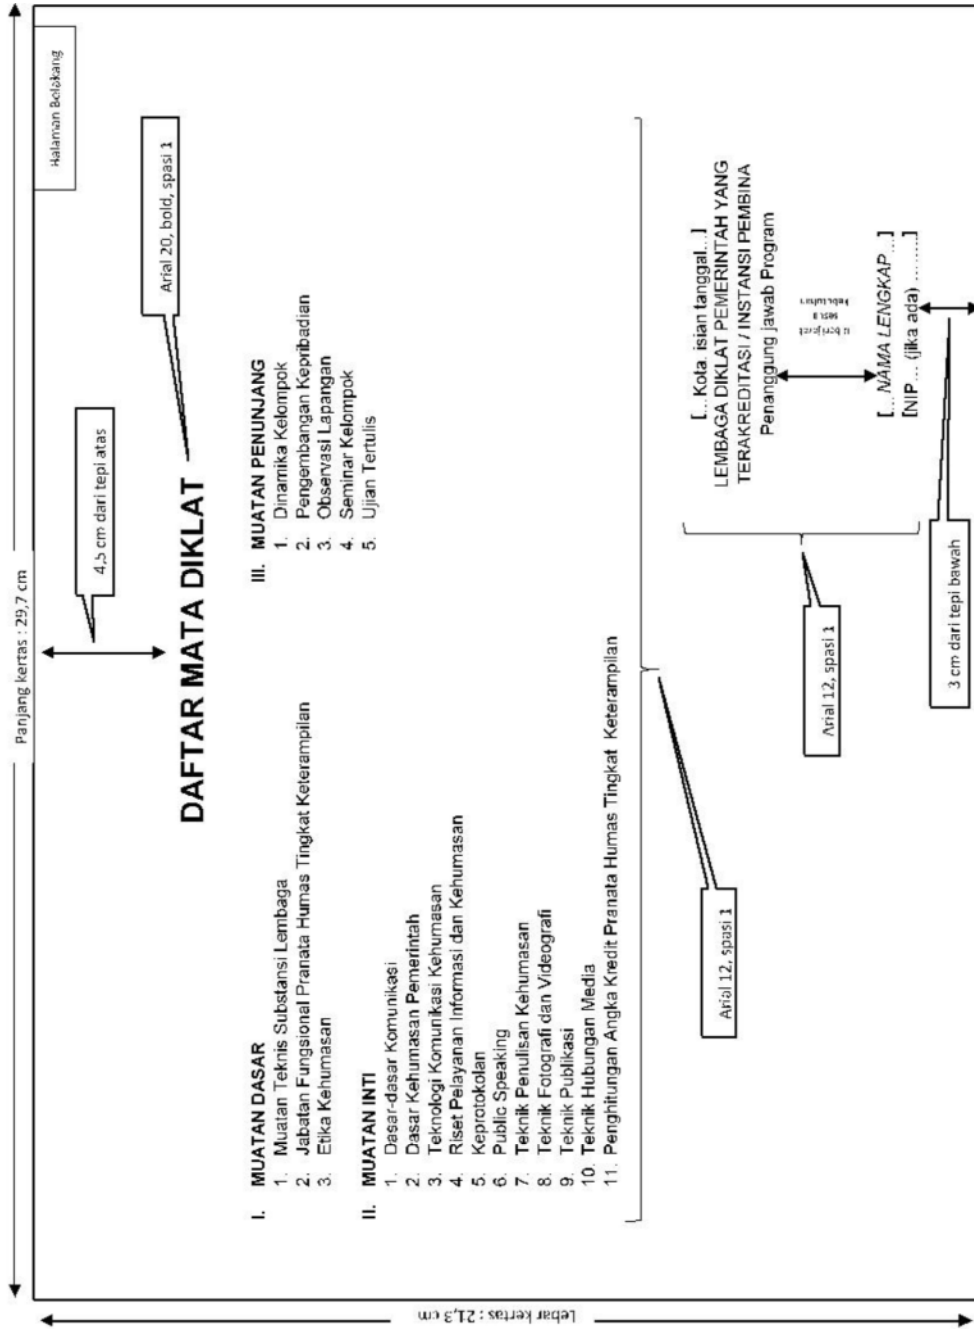 Panjang kertas : 29,7 cm
Halaman Belakang
4,5 cm dari tepi atas
Arial 20, bold, spasi 1
DAFTAR MATA DIKLAT
I. MUATAN DASAR
1. Muatan Teknis Substansi Lembaga
2. Jabatan Fungsional Pranata Humas Tingkat Keterampilan
3. Etika Kehumasan
II. MUATAN INTI
1. Dasar-dasar Komunikasi
2. Dasar Kehumasan Pemerintah
3. Teknologi Komunikasi Kehumasan
4. Riset Pelayanan Informasi dan Kehumasan
5. Keprotokolan
6. Public Speaking
7. Teknik Penulisan Kehumasan
8. Teknik Fotografi dan Videografi
9. Teknik Publikasi
10. Teknik Hubungan Media
11. Penghitungan Angka Kredit Pranata Humas Tingkat Keterampilan
III. MUATAN PENUNJANG
1. Dinamika Kelompok
2. Pengembangan Kepribadian
3. Observasi Lapangan
4. Seminar Kelompok
5. Ujian Tertulis
Arial 12, spasi 1
[...Kota, isian tanggal...]
LEMBAGA DIKLAT PEMERINTAH YANG
TERAKREDITASI / INSTANSI PEMBINA
Penanggung jawab Program
kebutuhan
[... NAMA LENGKAP ...]
[NIP ... (jika ada) ........]
Arial 12, spasi 1
3 cm dari tepi bawah
Lebar kertas : 21,3 cm